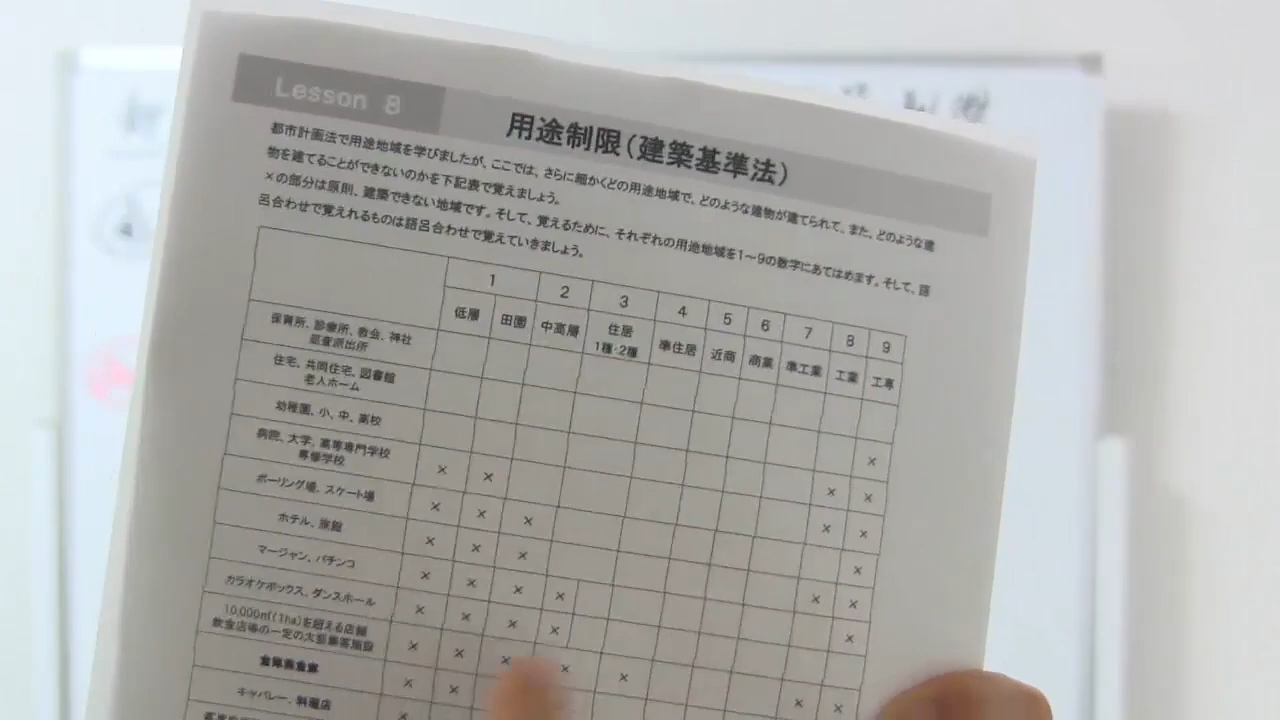 Lesson 8
用途制限（建築基準法）
都市計画法で用途地域を学びましたが、ここでは、さらに細かくどの用途地域で、どのような建物が建てられて、また、どのような建
物を建てることができないのかを下記表で覚えましょう。
×の部分は原則、建築できない地域です。そして、覚えるために、それぞれの用途地域を1～9の数字にあてはめます。そして、語
呂合わせで覚えれるものは語呂合わせで覚えていきましょう。
1 2 3 4 5 6 7 8 9
低層 田園 中高層 住居 1種・2種 準住居 近商 商業 準工業 工業 工専
保育所、診療所、教会、神社
巡査派出所
住宅、共同住宅、図書館
老人ホーム
幼稚園、小、中、高校 ×
病院、大学、高等専門学校
専修学校 × × × ×
ボーリング場、スケート場 × × × ×
ホテル、旅館 × × × × ×
マージャン、パチンコ × × × × ×
カラオケボックス、ダンスホール × × × ×
10,000㎡（1ha）を超える店舗
飲食店等の一定の大型集客施設 × × × × × × ×
キャバレー、料理店